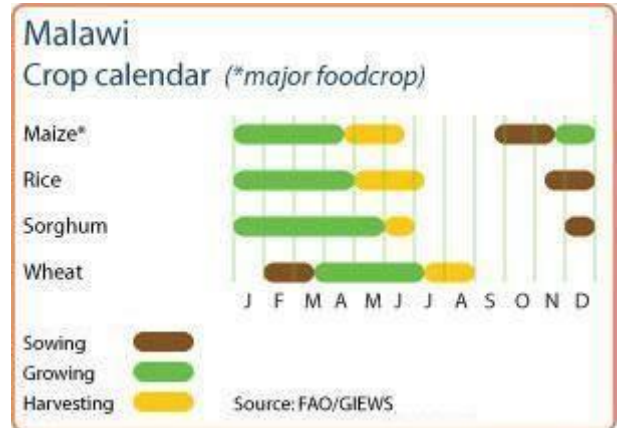 Malawi
Crop calendar (*major foodcrop)
Maize*
Rice
Sorghum
Wheat
J F M A M J J A S O N D
Sowing
Growing
Harvesting Source: FAO/GIEWS